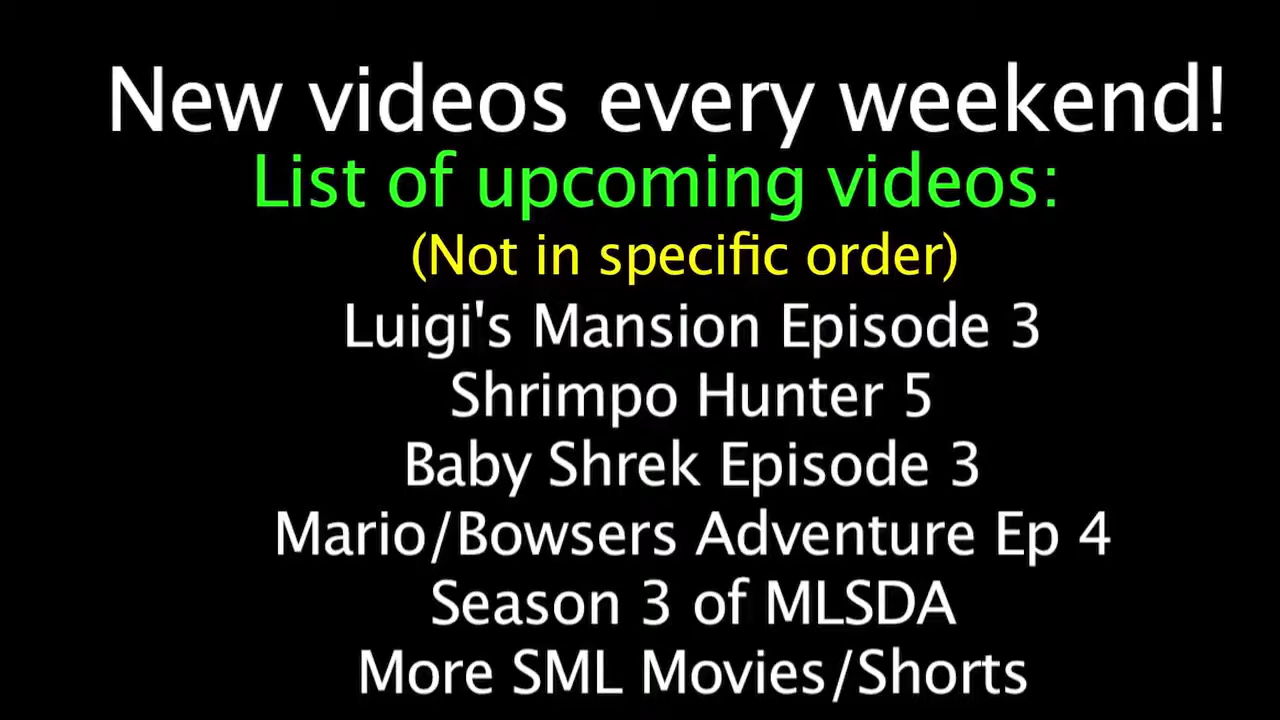 New videos every weekend!
List of upcoming videos:
(Not in specific order)
Luigi's Mansion Episode 3
Shrimpo Hunter 5
Baby Shrek Episode 3
Mario/Bowsers Adventure Ep 4
Season 3 of MLSDA
More SML Movies/Shorts